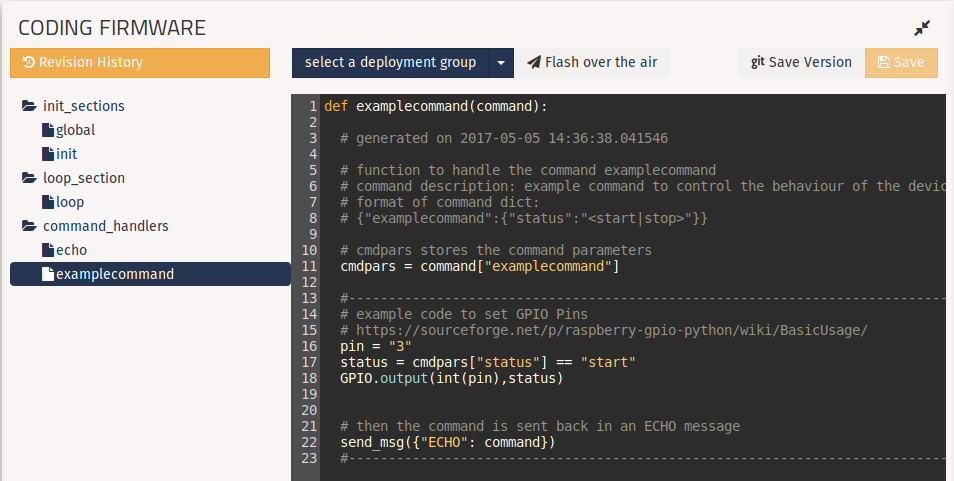 CODING FIRMWARE
Revision History
select a deployment group
Flash over the air
git Save Version
Save
init_sections
global
init
loop_section
loop
command_handlers
echo
examplecommand
1 def examplecommand(command):
2
3 # generated on 2017-05-05 14:36:38.041546
4
5 # function to handle the command examplecommand
6 # command description: example command to control the behaviour of the devic
7 # format of command dict:
8 # {"examplecommand":{"status":"<start|stop>"}}
9
10 # cmdpars stores the command parameters
11 cmdpars = command["examplecommand"]
12
13 #---------------------------------------------------------------------------
14 # example code to set GPIO Pins
15 # https://sourceforge.net/p/raspberry-gpio-python/wiki/BasicUsage/
16 pin = "3"
17 status = cmdpars["status"] == "start"
18 GPIO.output(int(pin),status)
19
20
21 # then the command is sent back in an ECHO message
22 send_msg({"ECHO": command})
23 #---------------------------------------------------------------------------